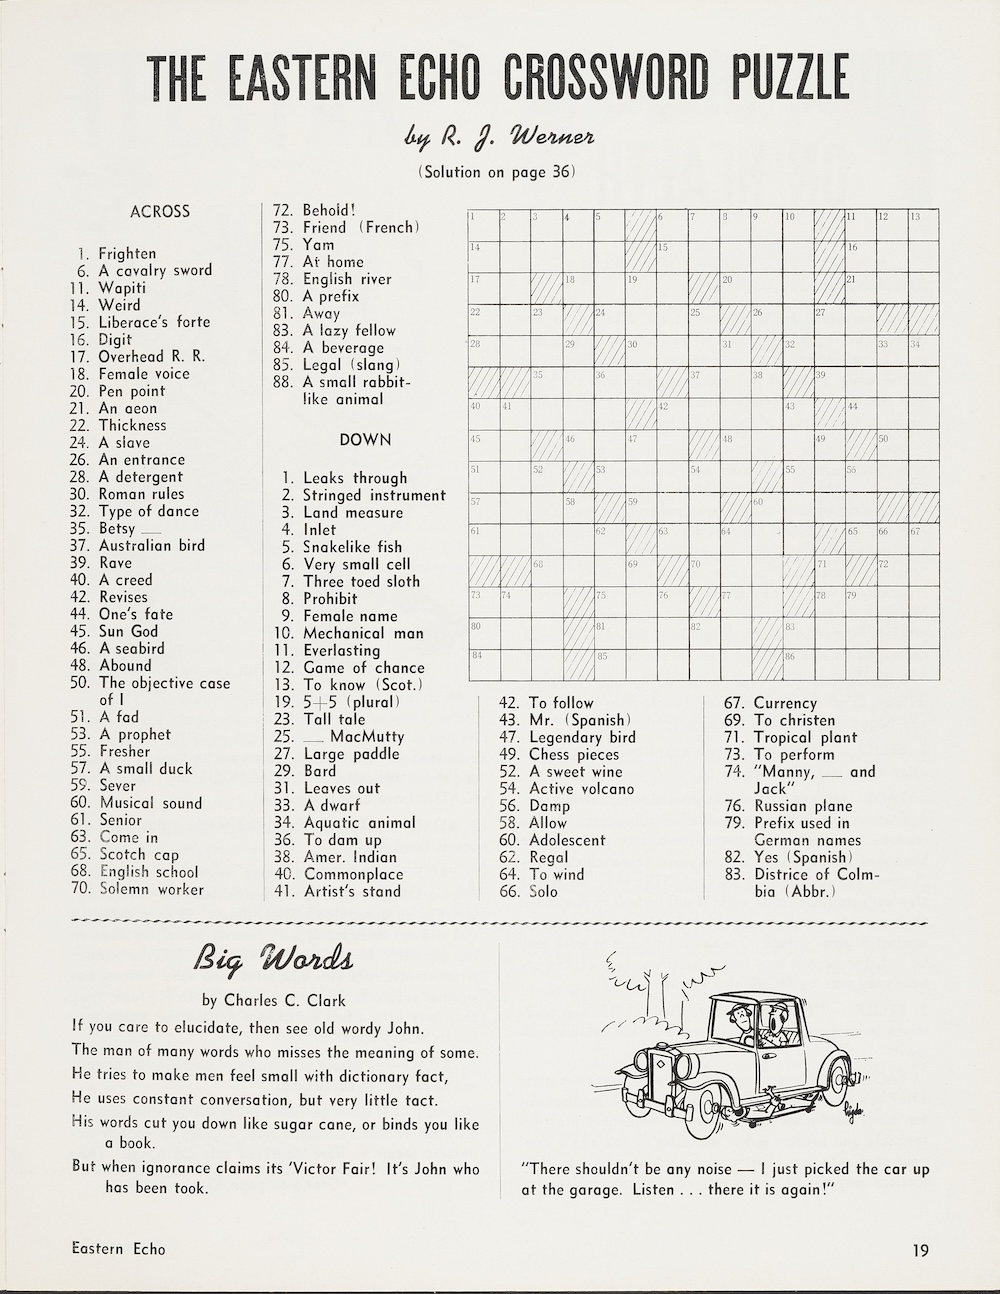 THE EASTERN ECHO CROSSWORD PUZZLE
by R. J. Werner
(Solution on page 36)
ACROSS
1. Frighten
6. A cavalry sword
11. Wapiti
14. Weird
15. Liberace's forte
16. Digit
17. Overhead R. R.
18. Female voice
20. Pen point
21. An aeon
22. Thickness
24. A slave
26. An entrance
28. A detergent
30. Roman rules
32. Type of dance
35. Betsy __
37. Australian bird
39. Rave
40. A creed
42. Revises
44. One's fate
45. Sun God
46. A seabird
48. Abound
50. The objective case
of I
51. A fad
53. A prophet
55. Fresher
57. A small duck
59. Sever
60. Musical sound
61. Senior
63. Come in
65. Scotch cap
68. English school
70. Solemn worker
72. Behold!
73. Friend (French)
75. Yam
77. At home
78. English river
80. A prefix
81. Away
83. A lazy fellow
84. A beverage
85. Legal (slang)
88. A small rabbit-
like animal
DOWN
1. Leaks through
2. Stringed instrument
3. Land measure
4. Inlet
5. Snakelike fish
6. Very small cell
7. Three toed sloth
8. Prohibit
9. Female name
10. Mechanical man
11. Everlasting
12. Game of chance
13. To know (Scot.)
19. 5+5 (plural)
23. Tall tale
25. __ MacMutty
27. Large paddle
29. Bard
31. Leaves out
33. A dwarf
34. Aquatic animal
36. To dam up
38. Amer. Indian
40. Commonplace
41. Artist's stand
1 2 3 4 5 6 7 8 9 10 11 12 13
14 15 16
17 18 19 20 21
22 23 24 25 26 27
28 29 30 31 32 33 34
35 36 37 38 39
40 41 42 43 44
45 46 47 48 49 50
51 52 53 54 55 56
57 58 59 60
61 62 63 64 65 66 67
68 69 70 71 72
73 74 75 76 77 78 79
80 81 82 83
84 85 86
42. To follow
43. Mr. (Spanish)
47. Legendary bird
49. Chess pieces
52. A sweet wine
54. Active volcano
56. Damp
58. Allow
60. Adolescent
62. Regal
64. To wind
66. Solo
67. Currency
69. To christen
71. Tropical plant
73. To perform
74. "Manny, __ and
Jack"
76. Russian plane
79. Prefix used in
German names
82. Yes (Spanish)
83. Districe of Colm-
bia (Abbr.)
Big Words
by Charles C. Clark
If you care to elucidate, then see old wordy John.
The man of many words who misses the meaning of some.
He tries to make men feel small with dictionary fact,
He uses constant conversation, but very little tact.
His words cut you down like sugar cane, or binds you like
a book.
But when ignorance claims its 'Victor Fair! It's John who
has been took.
"There shouldn't be any noise — I just picked the car up
at the garage. Listen . . . there it is again!"
Eastern Echo
19